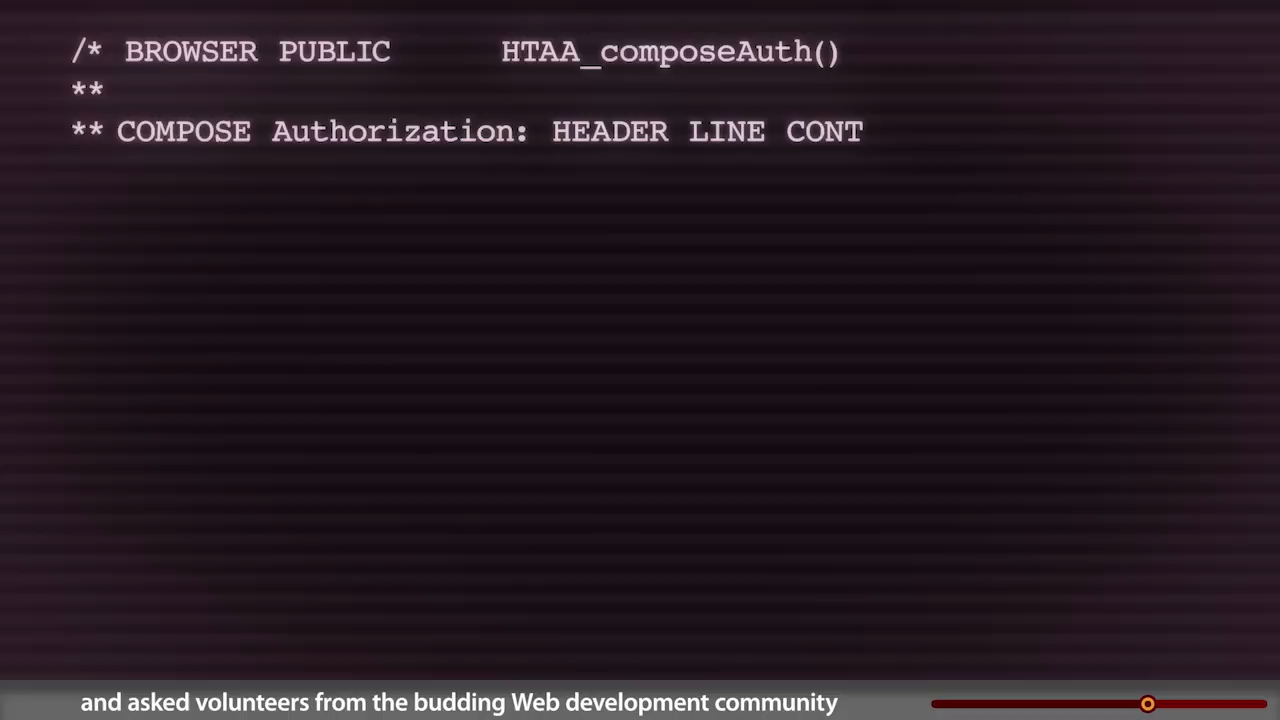 /* BROWSER PUBLIC HTAA_composeAuth()
**
** COMPOSE Authorization: HEADER LINE CONT
and asked volunteers from the budding Web development community